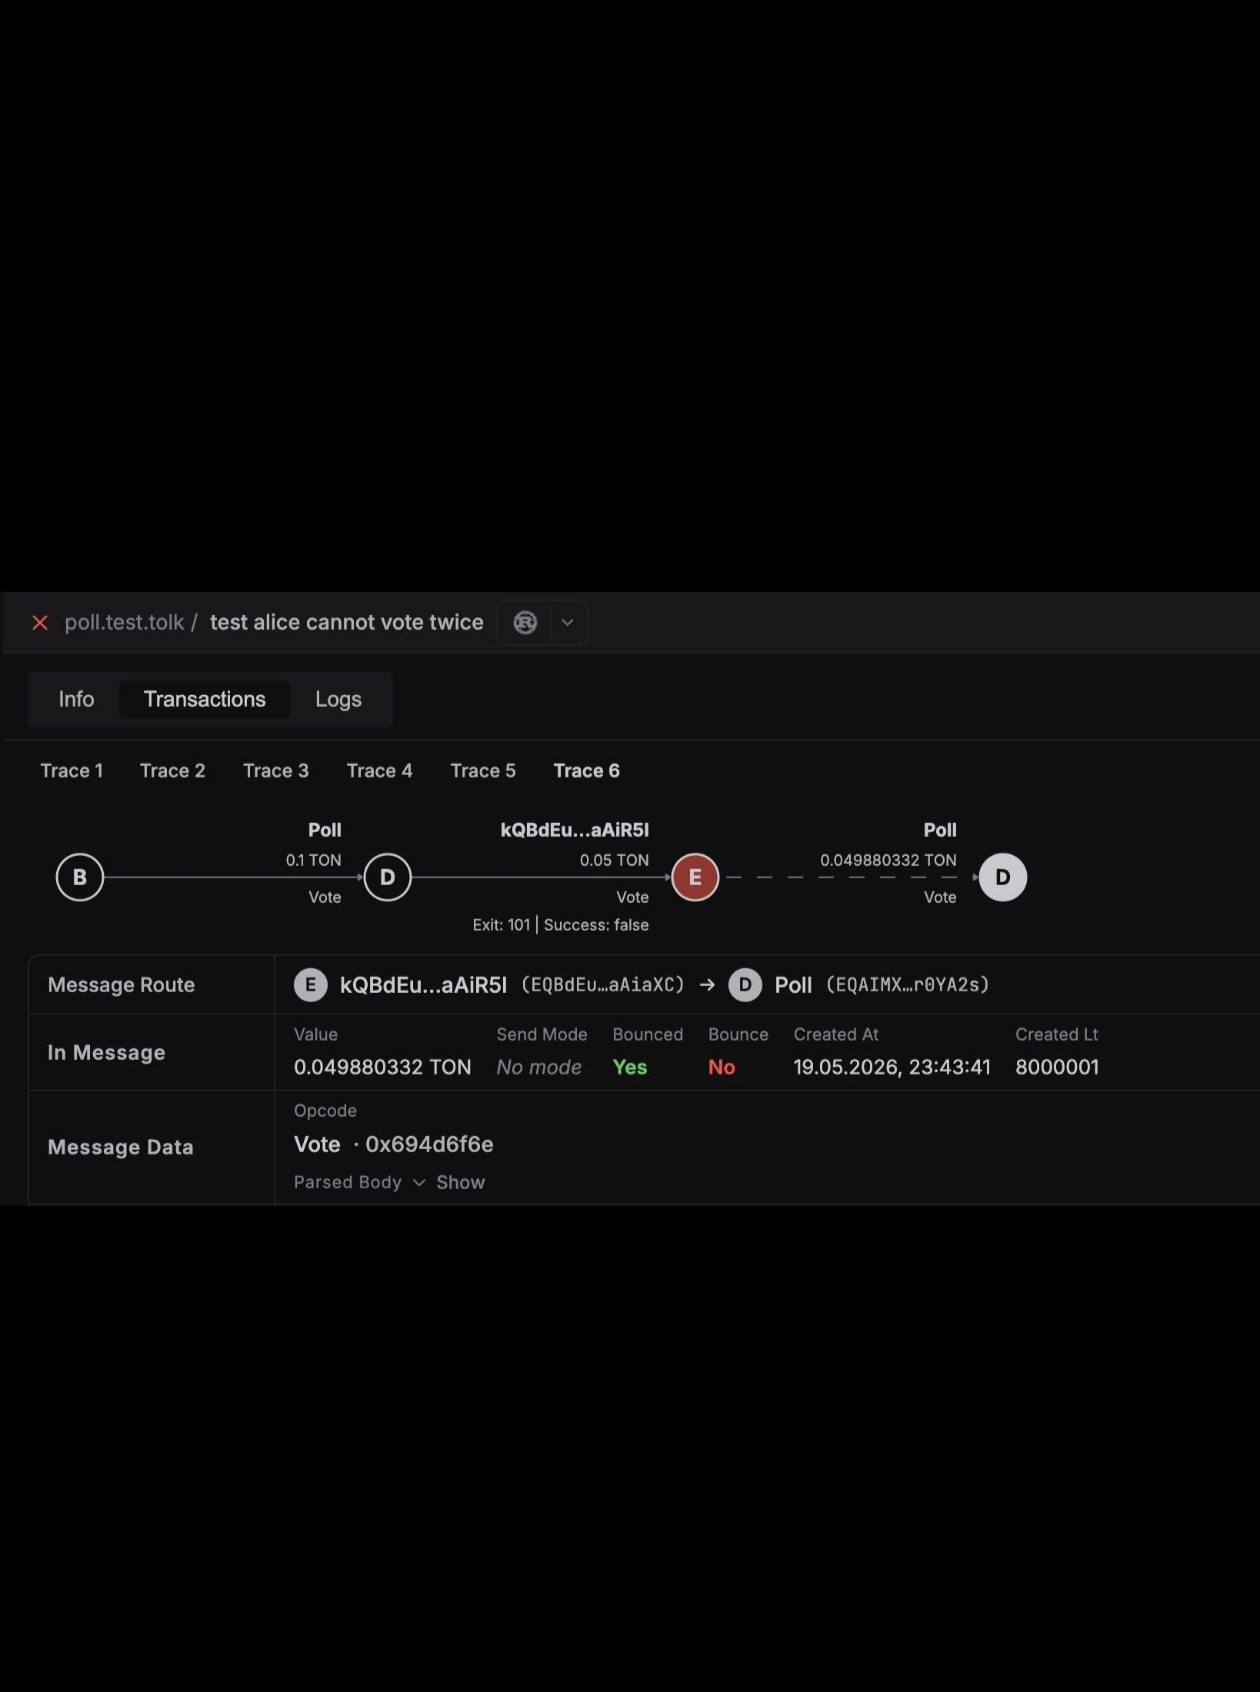 poll.test.tolk / test alice cannot vote twice
Info Transactions Logs
Trace 1 Trace 2 Trace 3 Trace 4 Trace 5 Trace 6
Poll kQBdEu...aAiR5I Poll
0.1 TON 0.05 TON 0.049880332 TON
B D E D
Vote Vote Vote
Exit: 101 | Success: false
Message Route E kQBdEu...aAiR5I (EQBdEu…aAiaXC) → D Poll (EQAIMX…r0YA2s)
In Message
Value Send Mode Bounced Bounce Created At Created Lt
0.049880332 TON No mode Yes No 19.05.2026, 23:43:41 8000001
Message Data
Opcode
Vote · 0x694d6f6e
Parsed Body Show